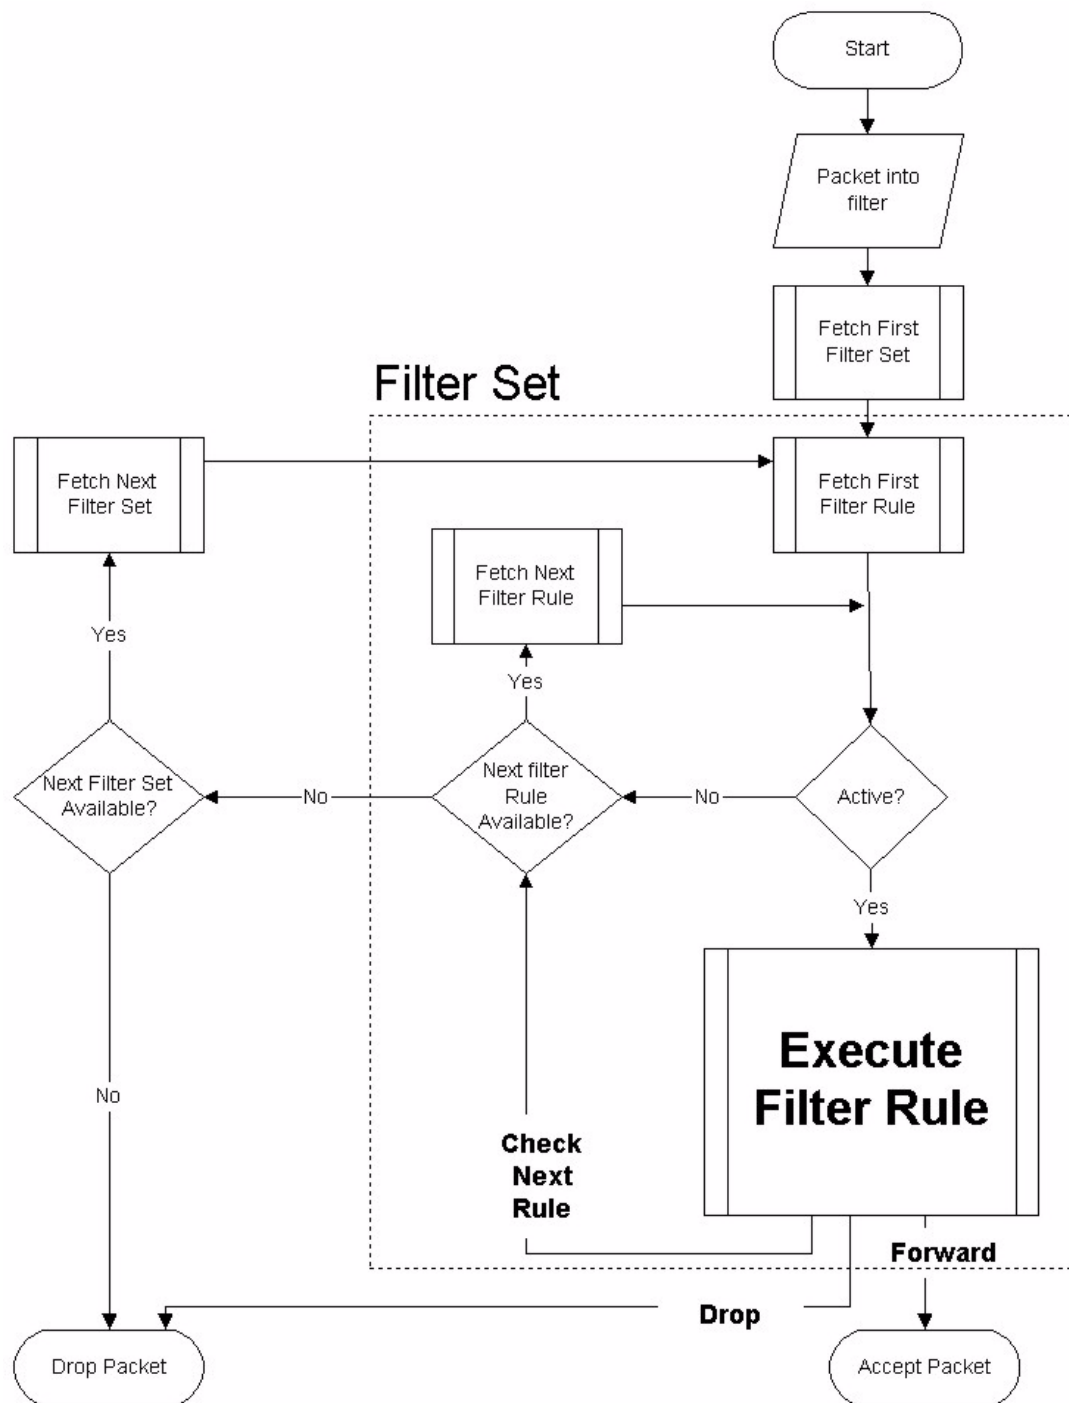 Start
Packet into
filter
Fetch First
Filter Set
Filter Set
Fetch Next
Filter Set
Fetch First
Filter Rule
Fetch Next
Filter Rule
Yes
Yes
Next Filter Set
Available?
No
Next filter
Rule
Available?
No
Active?
Yes
Execute
Filter Rule
No
Check
Next
Rule
Forward
Drop
Drop Packet
Accept Packet